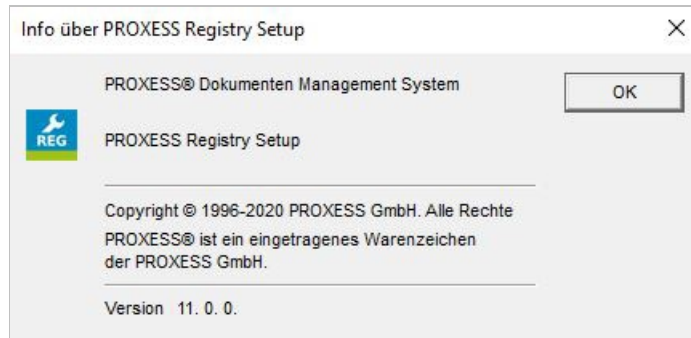 Info über PROXESS Registry Setup
PROXESS® Dokumenten Management System
OK
REG
PROXESS Registry Setup
Copyright © 1996-2020 PROXESS GmbH. Alle Rechte
PROXESS® ist ein eingetragenes Warenzeichen
der PROXESS GmbH.
Version 11. 0. 0.